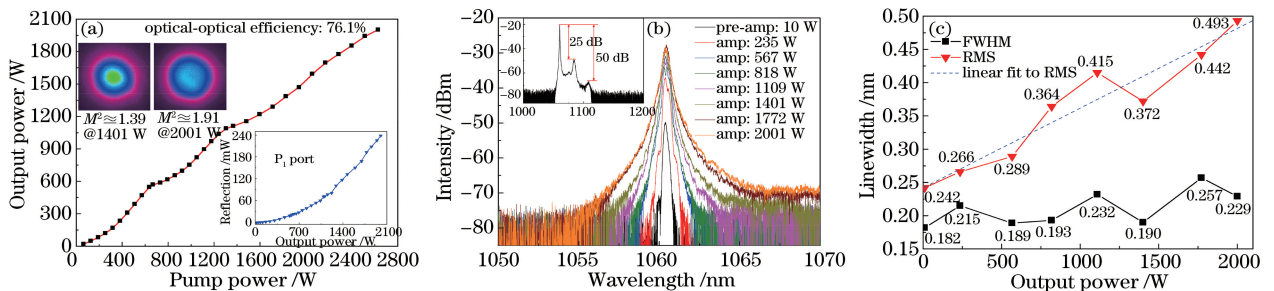 (a)
optical-optical efficiency: 76.1%
2100
1800
1500
1200
900
600
300
0
Output power /W
M²≈1.39
@1401 W
M²≈1.91
@2001 W
P₁ port
240
160
80
0
Reflection /mW
0 700 1400 2100
Output power /W
0 400 800 1200 1600 2000 2400 2800
Pump power /W
(b)
−20
−30
−40
−50
−60
−70
−80
Intensity /dBm
−20
−40
−60
−80
25 dB
50 dB
1000 1100 1200
pre-amp: 10 W
amp: 235 W
amp: 567 W
amp: 818 W
amp: 1109 W
amp: 1401 W
amp: 1772 W
amp: 2001 W
1050 1055 1060 1065 1070
Wavelength /nm
(c)
0.50
0.45
0.40
0.35
0.30
0.25
0.20
0.15
Linewidth /nm
FWHM
RMS
linear fit to RMS
0.242
0.266
0.289
0.364
0.415
0.372
0.442
0.493
0.182
0.215
0.189
0.193
0.232
0.190
0.257
0.229
0 500 1000 1500 2000
Output power /W